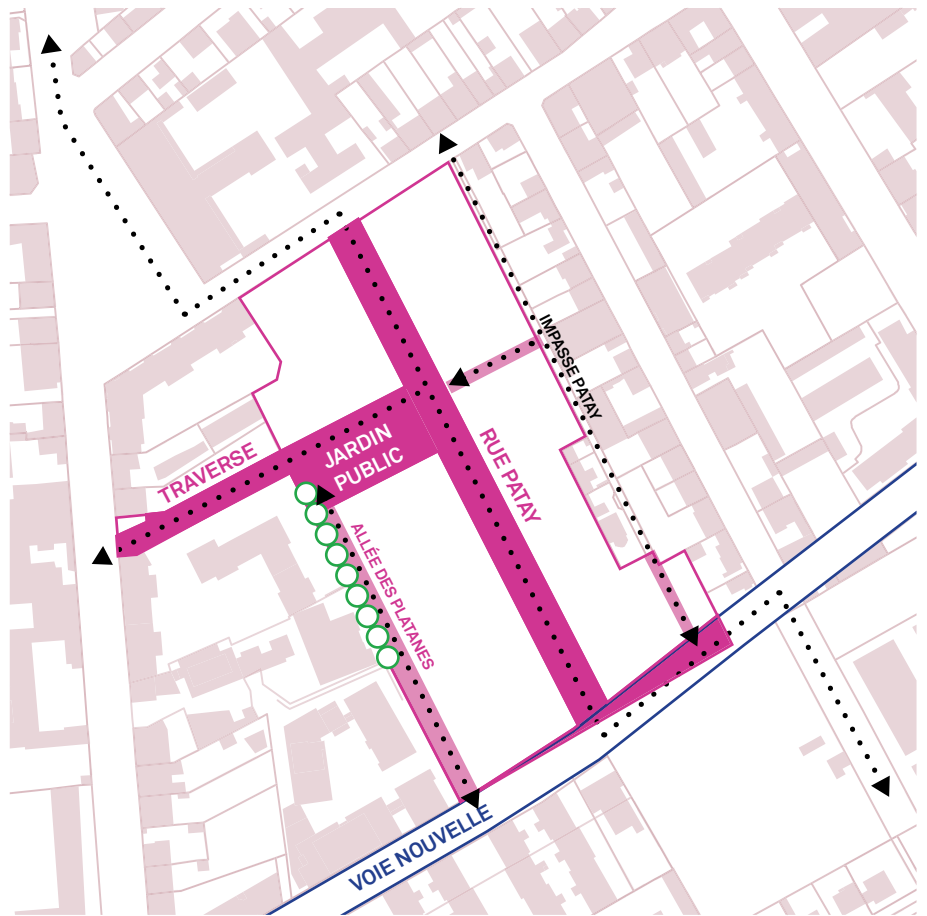 IMPASSE PATAY
TRAVERSE
JARDIN
PUBLIC
RUE PATAY
ALLÉE DES PLATANES
VOIE NOUVELLE